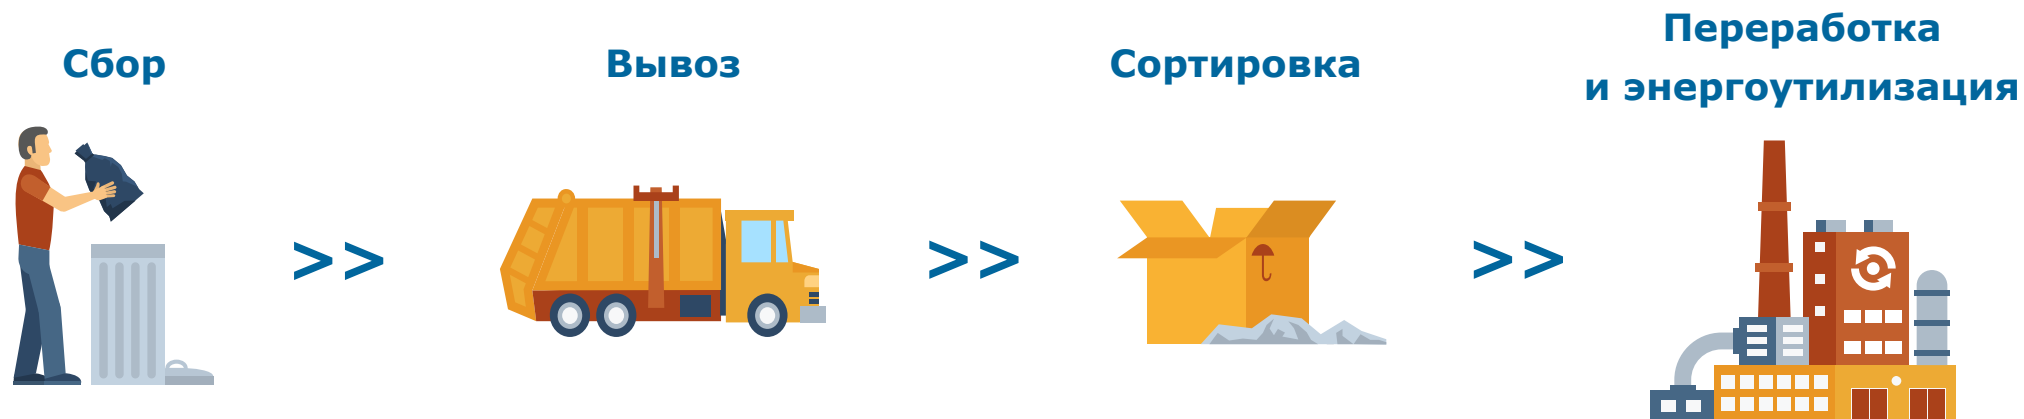 Сбор
>>
Вывоз
>>
Сортировка
>>
Переработка
и энергоутилизация